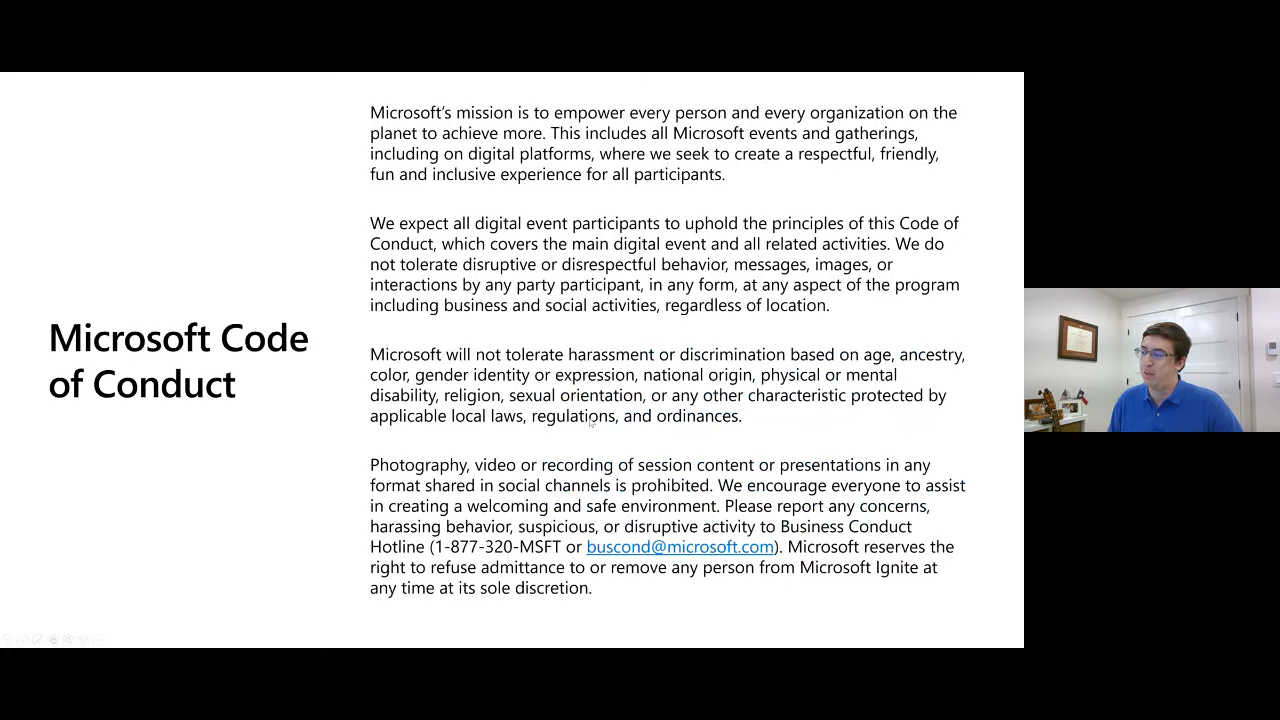 Microsoft Code
of Conduct
Microsoft's mission is to empower every person and every organization on the
planet to achieve more. This includes all Microsoft events and gatherings,
including on digital platforms, where we seek to create a respectful, friendly,
fun and inclusive experience for all participants.
We expect all digital event participants to uphold the principles of this Code of
Conduct, which covers the main digital event and all related activities. We do
not tolerate disruptive or disrespectful behavior, messages, images, or
interactions by any party participant, in any form, at any aspect of the program
including business and social activities, regardless of location.
Microsoft will not tolerate harassment or discrimination based on age, ancestry,
color, gender identity or expression, national origin, physical or mental
disability, religion, sexual orientation, or any other characteristic protected by
applicable local laws, regulations, and ordinances.
Photography, video or recording of session content or presentations in any
format shared in social channels is prohibited. We encourage everyone to assist
in creating a welcoming and safe environment. Please report any concerns,
harassing behavior, suspicious, or disruptive activity to Business Conduct
Hotline (1-877-320-MSFT or buscond@microsoft.com). Microsoft reserves the
right to refuse admittance to or remove any person from Microsoft Ignite at
any time at its sole discretion.